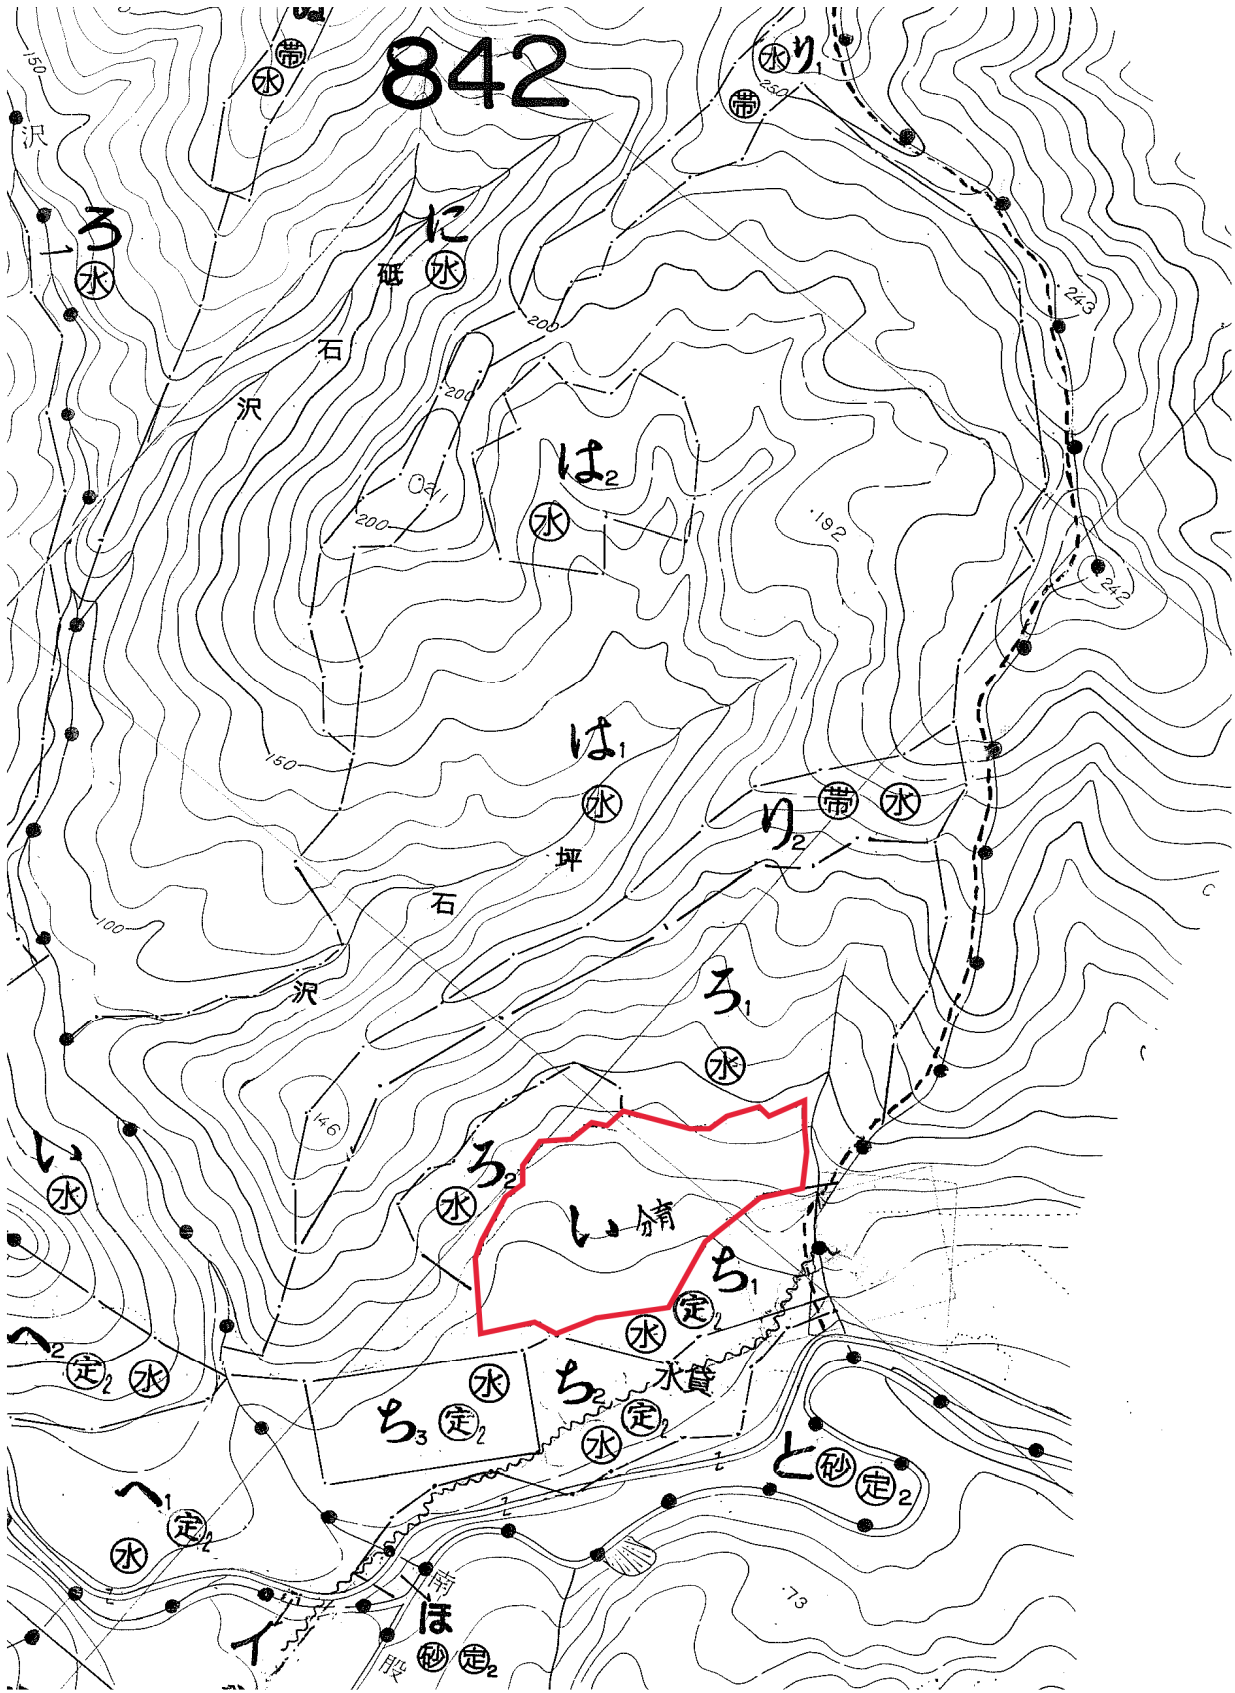 帯
水
842
水 り1
帯
250
150
沢
ろ
水
に
水
砥
石
沢
243
200
200
200
211
は2
水
192
242
は1
水
150
坪
石
沢
100
り2 帯 水
ろ1
水
146
い
水
ろ2
水
い 分育
ち1
定2
水
へ2
定2 水
水
ち3 定2
ち2
定2
水
水貸
と 砂 定2
へ1
定2
水
イ
南
ほ
砂 定2
股
73